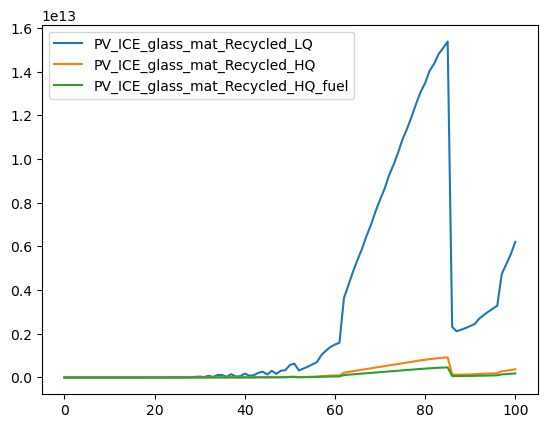 1e13
1.6
1.4
1.2
1.0
0.8
0.6
0.4
0.2
0.0
PV_ICE_glass_mat_Recycled_LQ
PV_ICE_glass_mat_Recycled_HQ
PV_ICE_glass_mat_Recycled_HQ_fuel
0 20 40 60 80 100